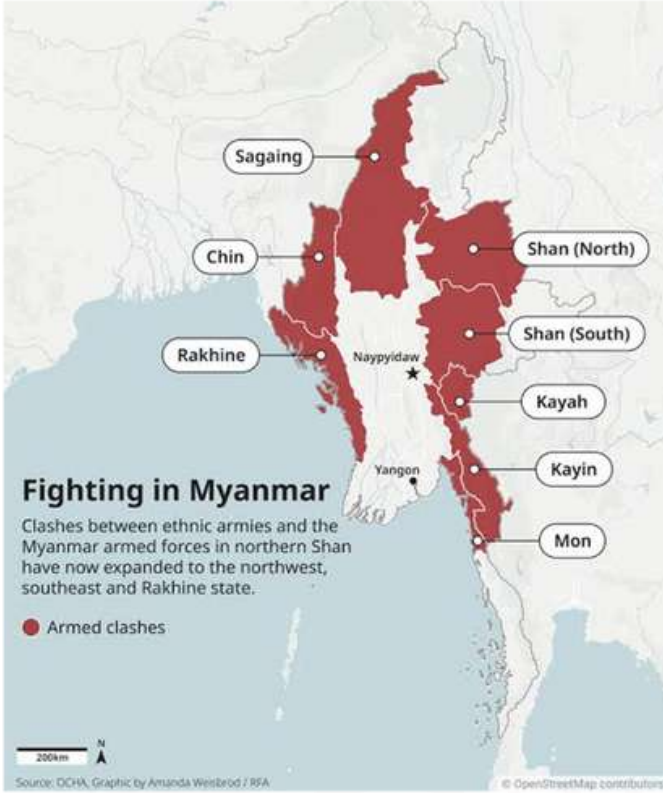 Sagaing
Chin
Shan (North)
Rakhine
Naypyidaw
Shan (South)
Kayah
Yangon
Kayin
Mon
Fighting in Myanmar
Clashes between ethnic armies and the
Myanmar armed forces in northern Shan
have now expanded to the northwest,
southeast and Rakhine state.
Armed clashes
N
200km
Source: OCHA, Graphic by Amanda Weisbrod / RFA
© OpenStreetMap contributors